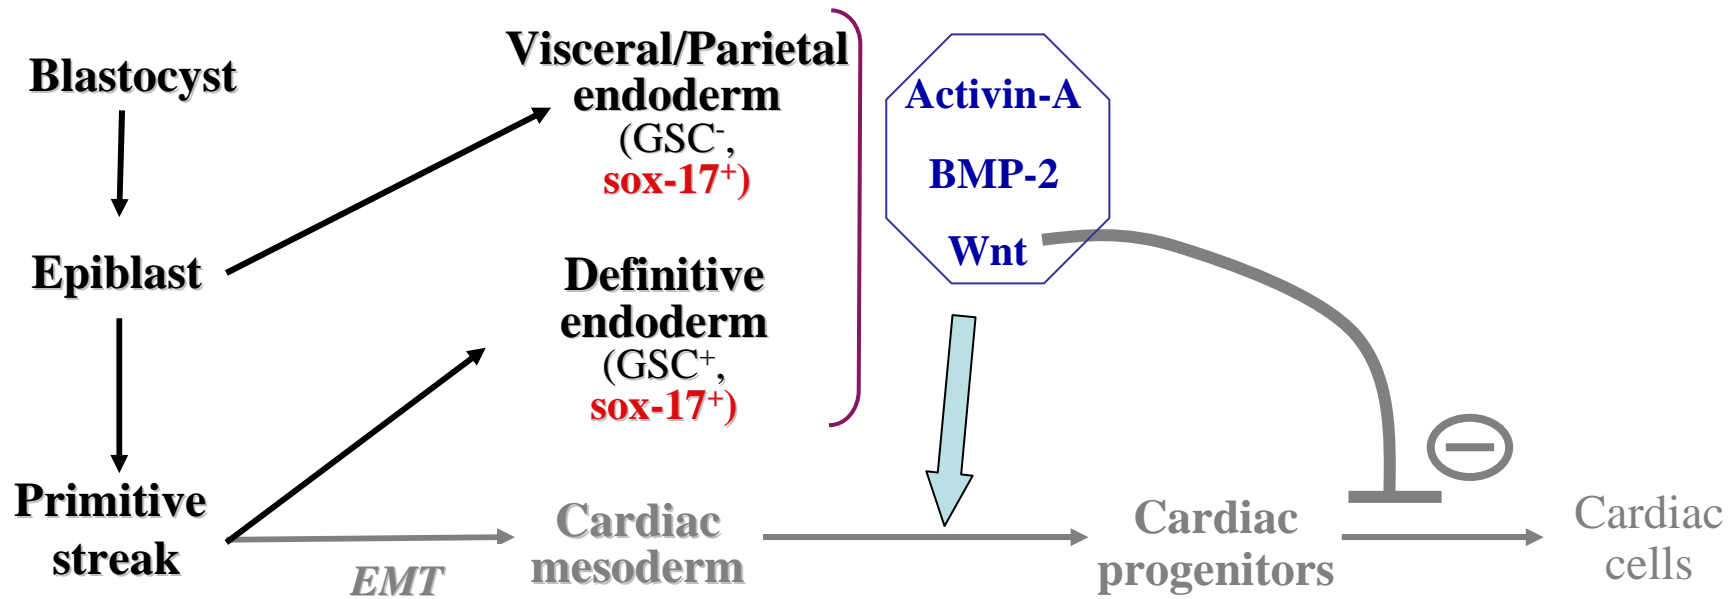 Blastocyst
Epiblast
Primitive
streak
Visceral/Parietal
endoderm
(GSC⁻,
sox-17⁺)
Definitive
endoderm
(GSC⁺,
sox-17⁺)
Activin-A
BMP-2
Wnt
EMT
Cardiac
mesoderm
Cardiac
progenitors
Cardiac
cells